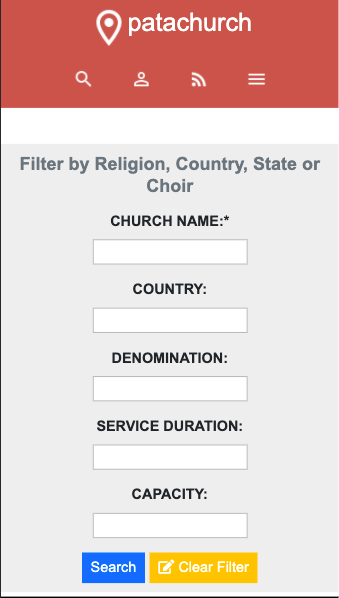 patachurch
Filter by Religion, Country, State or
Choir
CHURCH NAME:*
COUNTRY:
DENOMINATION:
SERVICE DURATION:
CAPACITY:
Search
Clear Filter